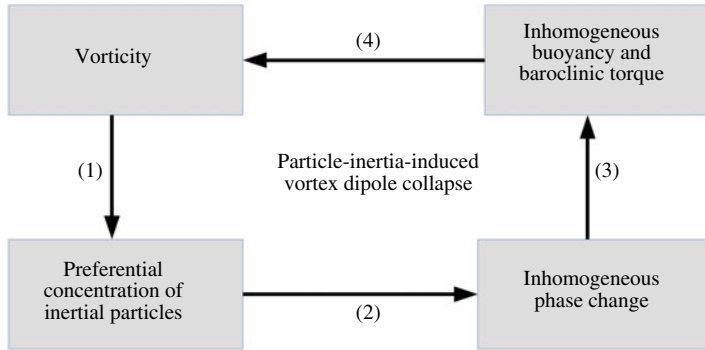 Vorticity
(4)
Inhomogeneous
buoyancy and
baroclinic torque
(1)
Particle-inertia-induced
vortex dipole collapse
(3)
Preferential
concentration of
inertial particles
(2)
Inhomogeneous
phase change